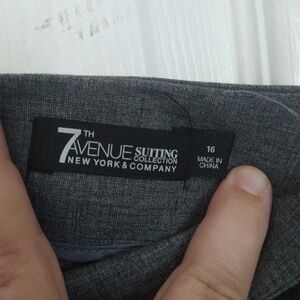 7TH
AVENUE SUITING
COLLECTION
NEW YORK & COMPANY
16
MADE IN
CHINA